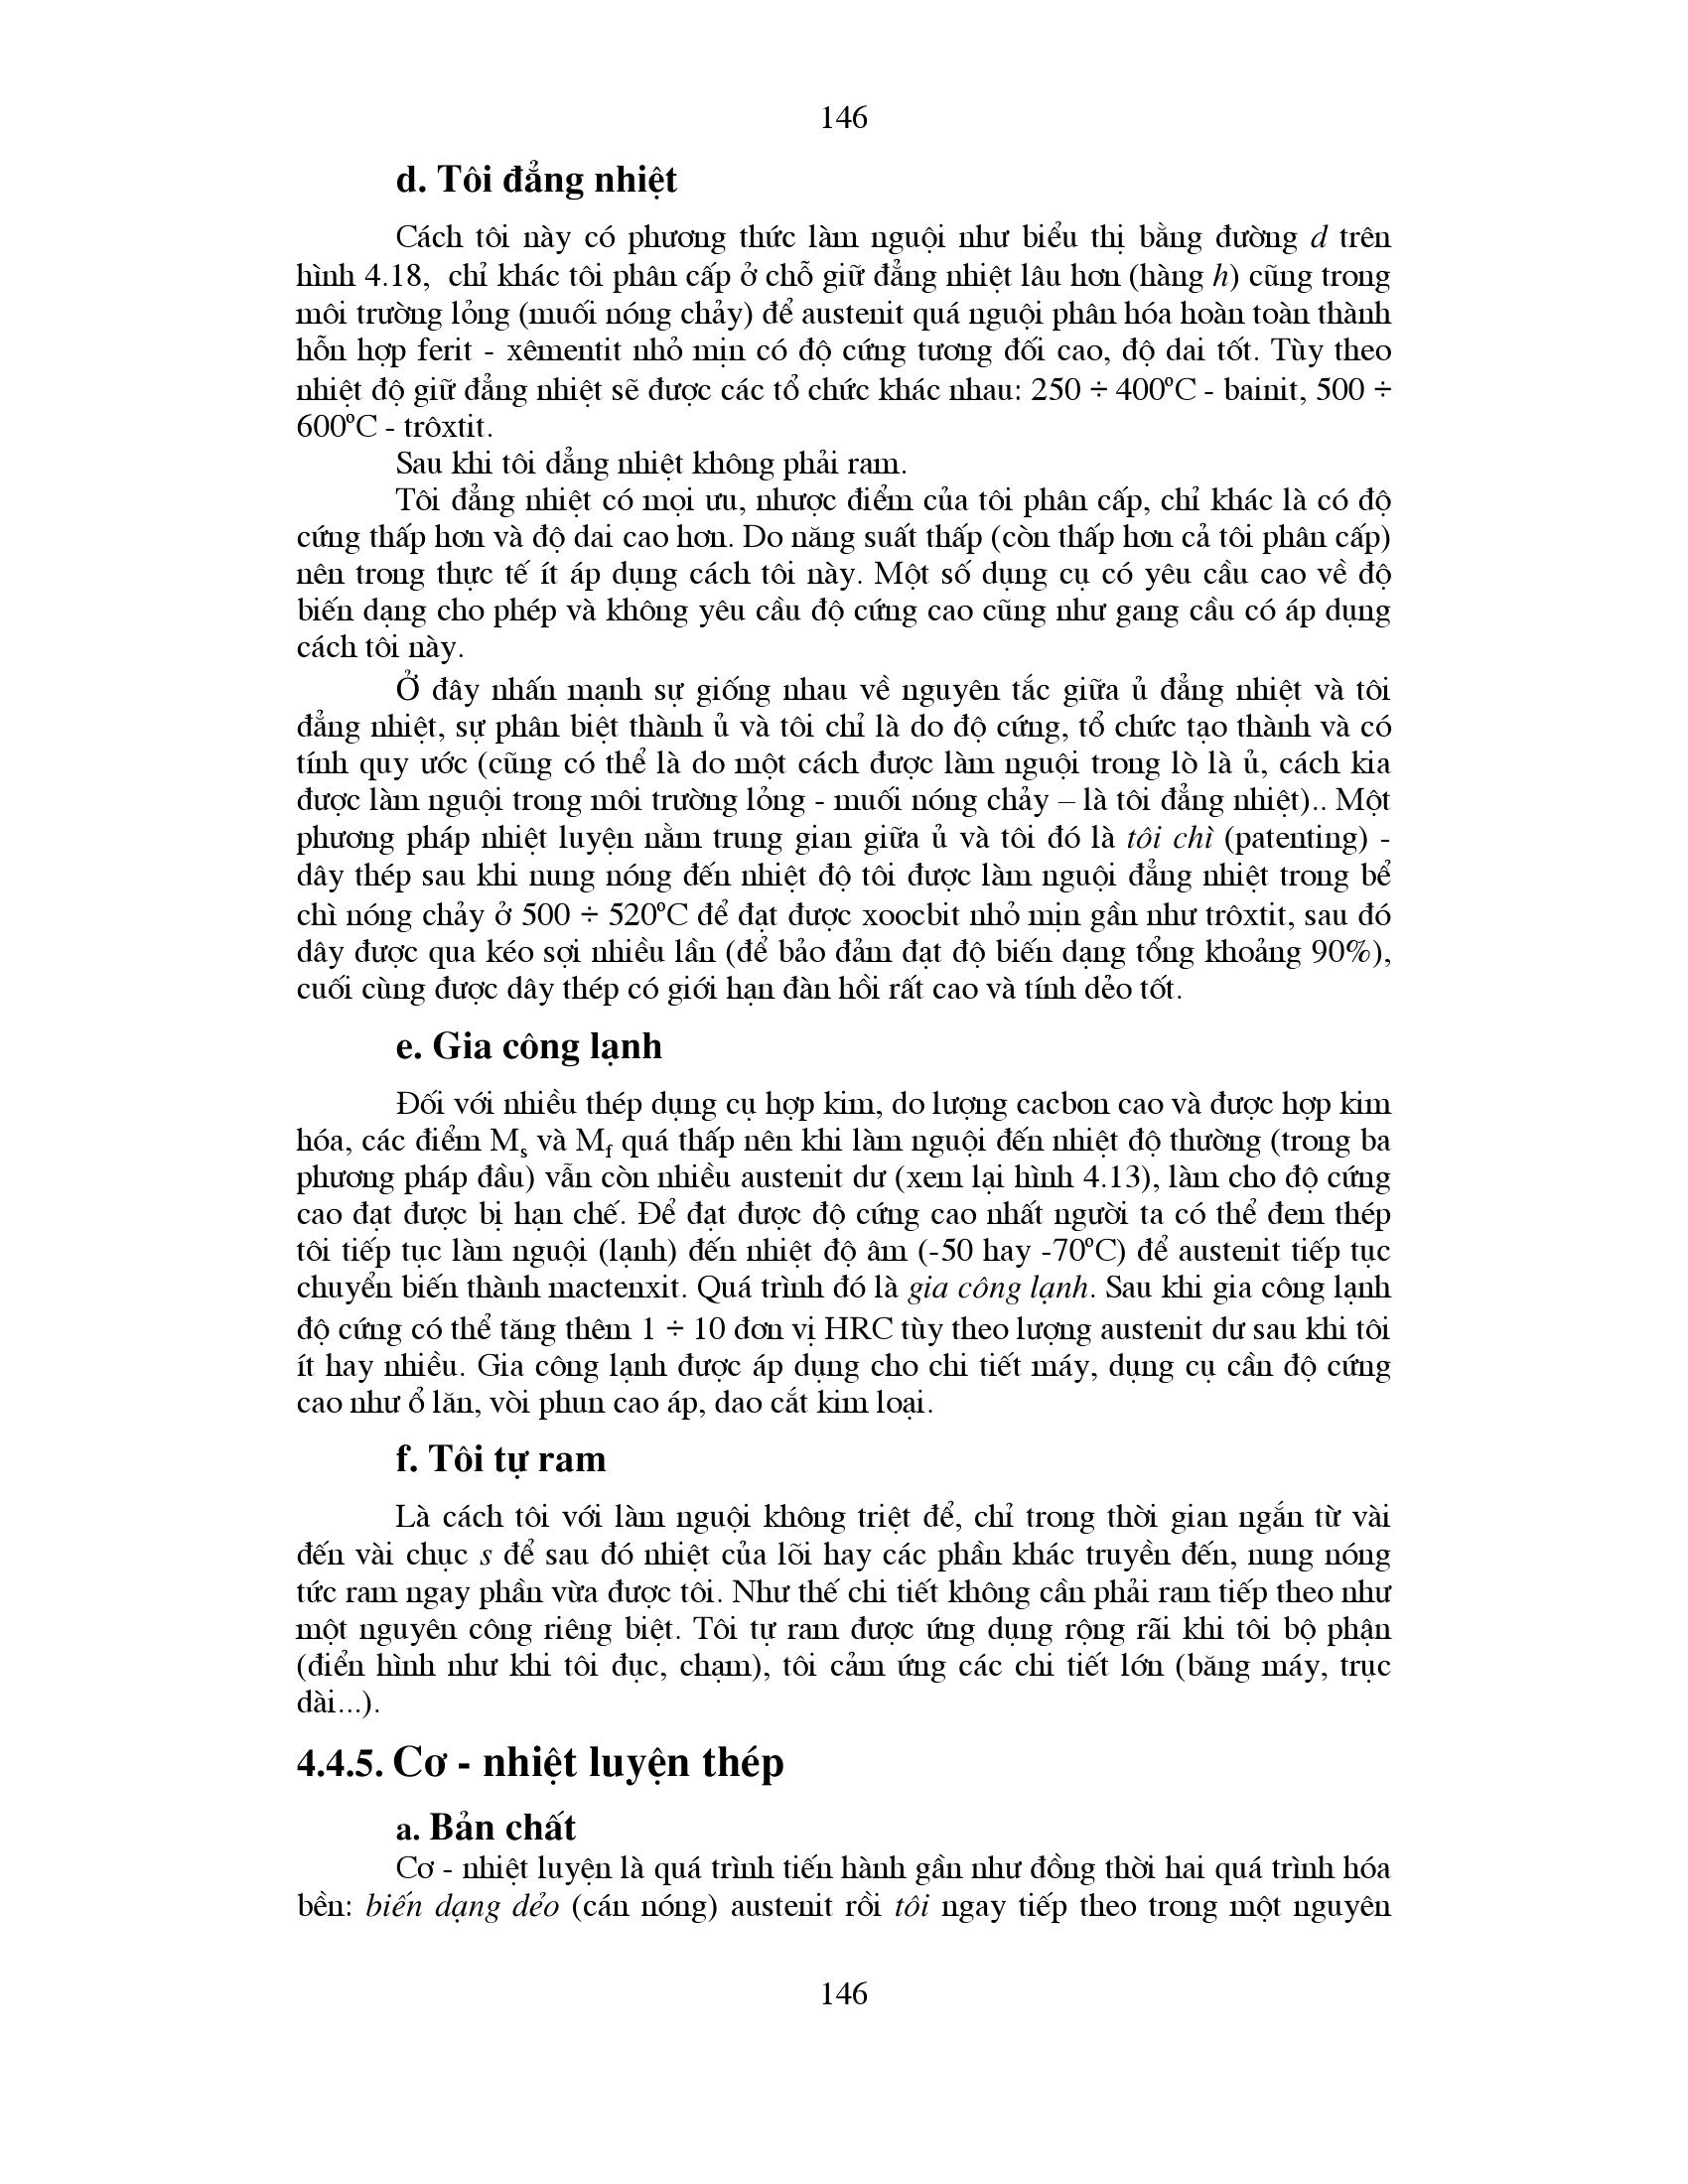 146
d. Tôi đẳng nhiệt
Cách tôi này có phương thức làm nguội như biểu thị bằng đường d trên
hình 4.18, chỉ khác tôi phân cấp ở chỗ giữ đẳng nhiệt lâu hơn (hàng h) cũng trong
môi trường lỏng (muối nóng chảy) để austenit quá nguội phân hóa hoàn toàn thành
hỗn hợp ferit - xêmentit nhỏ mịn có độ cứng tương đối cao, độ dai tốt. Tùy theo
nhiệt độ giữ đẳng nhiệt sẽ được các tổ chức khác nhau: 250 ÷ 400ºC - bainit, 500 ÷
600ºC - trôxtit.
Sau khi tôi dẳng nhiệt không phải ram.
Tôi đẳng nhiệt có mọi ưu, nhược điểm của tôi phân cấp, chỉ khác là có độ
cứng thấp hơn và độ dai cao hơn. Do năng suất thấp (còn thấp hơn cả tôi phân cấp)
nên trong thực tế ít áp dụng cách tôi này. Một số dụng cụ có yêu cầu cao về độ
biến dạng cho phép và không yêu cầu độ cứng cao cũng như gang cầu có áp dụng
cách tôi này.
Ở đây nhấn mạnh sự giống nhau về nguyên tắc giữa ủ đẳng nhiệt và tôi
đẳng nhiệt, sự phân biệt thành ủ và tôi chỉ là do độ cứng, tổ chức tạo thành và có
tính quy ước (cũng có thể là do một cách được làm nguội trong lò là ủ, cách kia
được làm nguội trong môi trường lỏng - muối nóng chảy – là tôi đẳng nhiệt).. Một
phương pháp nhiệt luyện nằm trung gian giữa ủ và tôi đó là tôi chì (patenting) -
dây thép sau khi nung nóng đến nhiệt độ tôi được làm nguội đẳng nhiệt trong bể
chì nóng chảy ở 500 ÷ 520ºC để đạt được xoocbit nhỏ mịn gần như trôxtit, sau đó
dây được qua kéo sợi nhiều lần (để bảo đảm đạt độ biến dạng tổng khoảng 90%),
cuối cùng được dây thép có giới hạn đàn hồi rất cao và tính dẻo tốt.
e. Gia công lạnh
Đối với nhiều thép dụng cụ hợp kim, do lượng cacbon cao và được hợp kim
hóa, các điểm Ms và Mf quá thấp nên khi làm nguội đến nhiệt độ thường (trong ba
phương pháp đầu) vẫn còn nhiều austenit dư (xem lại hình 4.13), làm cho độ cứng
cao đạt được bị hạn chế. Để đạt được độ cứng cao nhất người ta có thể đem thép
tôi tiếp tục làm nguội (lạnh) đến nhiệt độ âm (-50 hay -70ºC) để austenit tiếp tục
chuyển biến thành mactenxit. Quá trình đó là gia công lạnh. Sau khi gia công lạnh
độ cứng có thể tăng thêm 1 ÷ 10 đơn vị HRC tùy theo lượng austenit dư sau khi tôi
ít hay nhiều. Gia công lạnh được áp dụng cho chi tiết máy, dụng cụ cần độ cứng
cao như ổ lăn, vòi phun cao áp, dao cắt kim loại.
f. Tôi tự ram
Là cách tôi với làm nguội không triệt để, chỉ trong thời gian ngắn từ vài
đến vài chục s để sau đó nhiệt của lõi hay các phần khác truyền đến, nung nóng
tức ram ngay phần vừa được tôi. Như thế chi tiết không cần phải ram tiếp theo như
một nguyên công riêng biệt. Tôi tự ram được ứng dụng rộng rãi khi tôi bộ phận
(điển hình như khi tôi đục, chạm), tôi cảm ứng các chi tiết lớn (băng máy, trục
dài...).
4.4.5. Cơ - nhiệt luyện thép
a. Bản chất
Cơ - nhiệt luyện là quá trình tiến hành gần như đồng thời hai quá trình hóa
bền: biến dạng dẻo (cán nóng) austenit rồi tôi ngay tiếp theo trong một nguyên
146